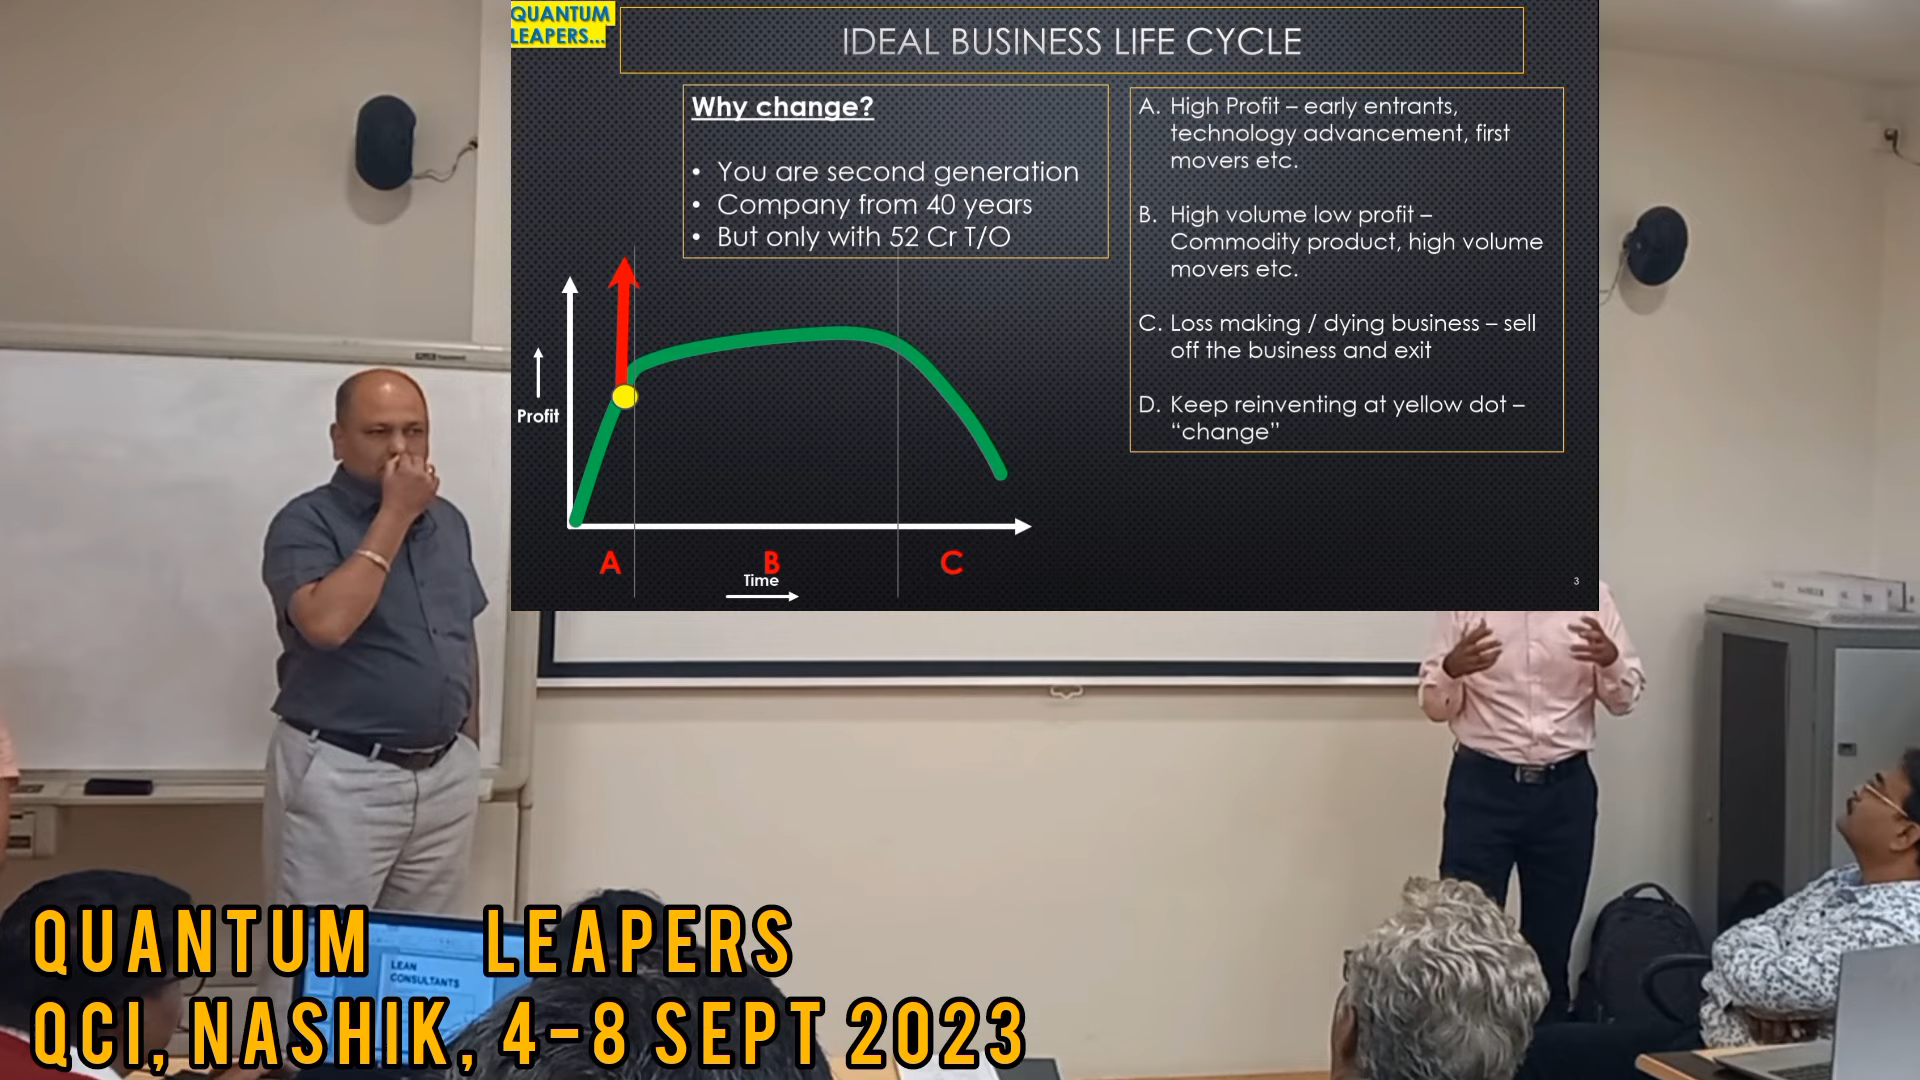 QUANTUM
LEAPERS...
IDEAL BUSINESS LIFE CYCLE
Why change?
• You are second generation
• Company from 40 years
• But only with 52 Cr T/O
A. High Profit – early entrants,
technology advancement, first
movers etc.
B. High volume low profit –
Commodity product, high volume
movers etc.
C. Loss making / dying business – sell
off the business and exit
D. Keep reinventing at yellow dot –
“change”
Profit
A
B
C
Time
3
LEAN
CONSULTANTS
QUANTUM LEAPERS
QCI, NASHIK, 4-8 SEPT 2023